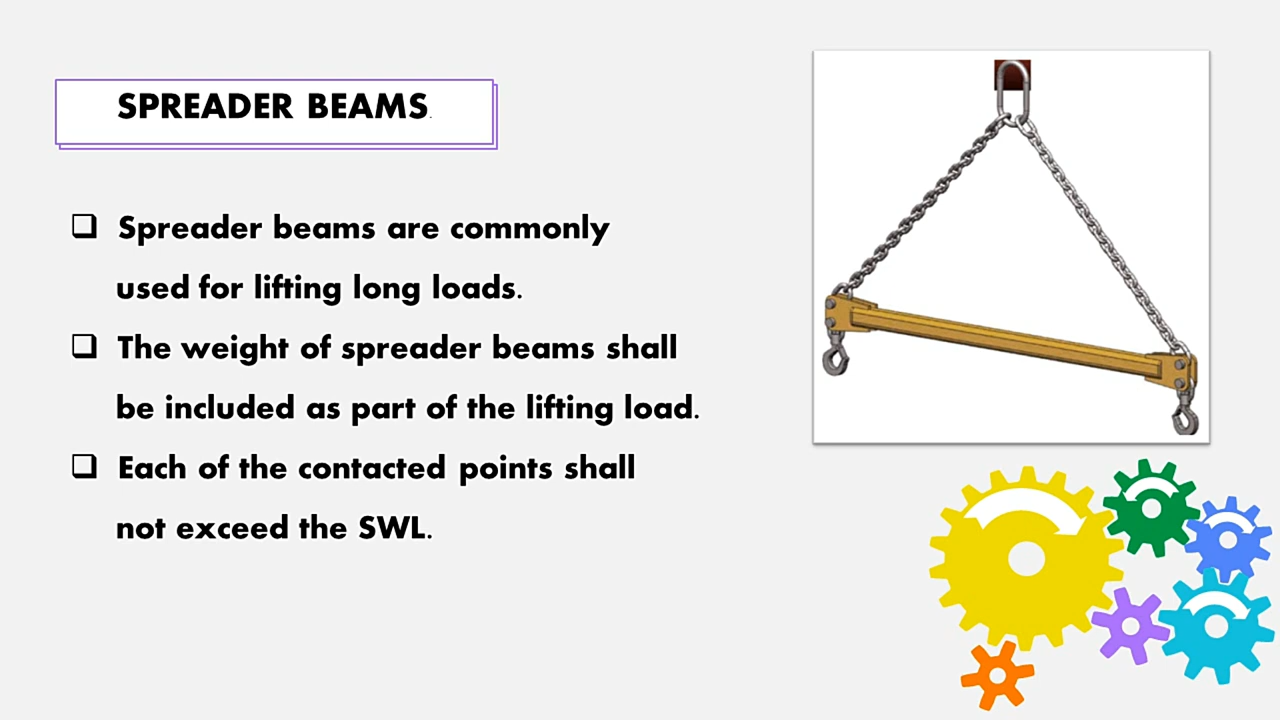 SPREADER BEAMS.
❑ Spreader beams are commonly
used for lifting long loads.
❑ The weight of spreader beams shall
be included as part of the lifting load.
❑ Each of the contacted points shall
not exceed the SWL.